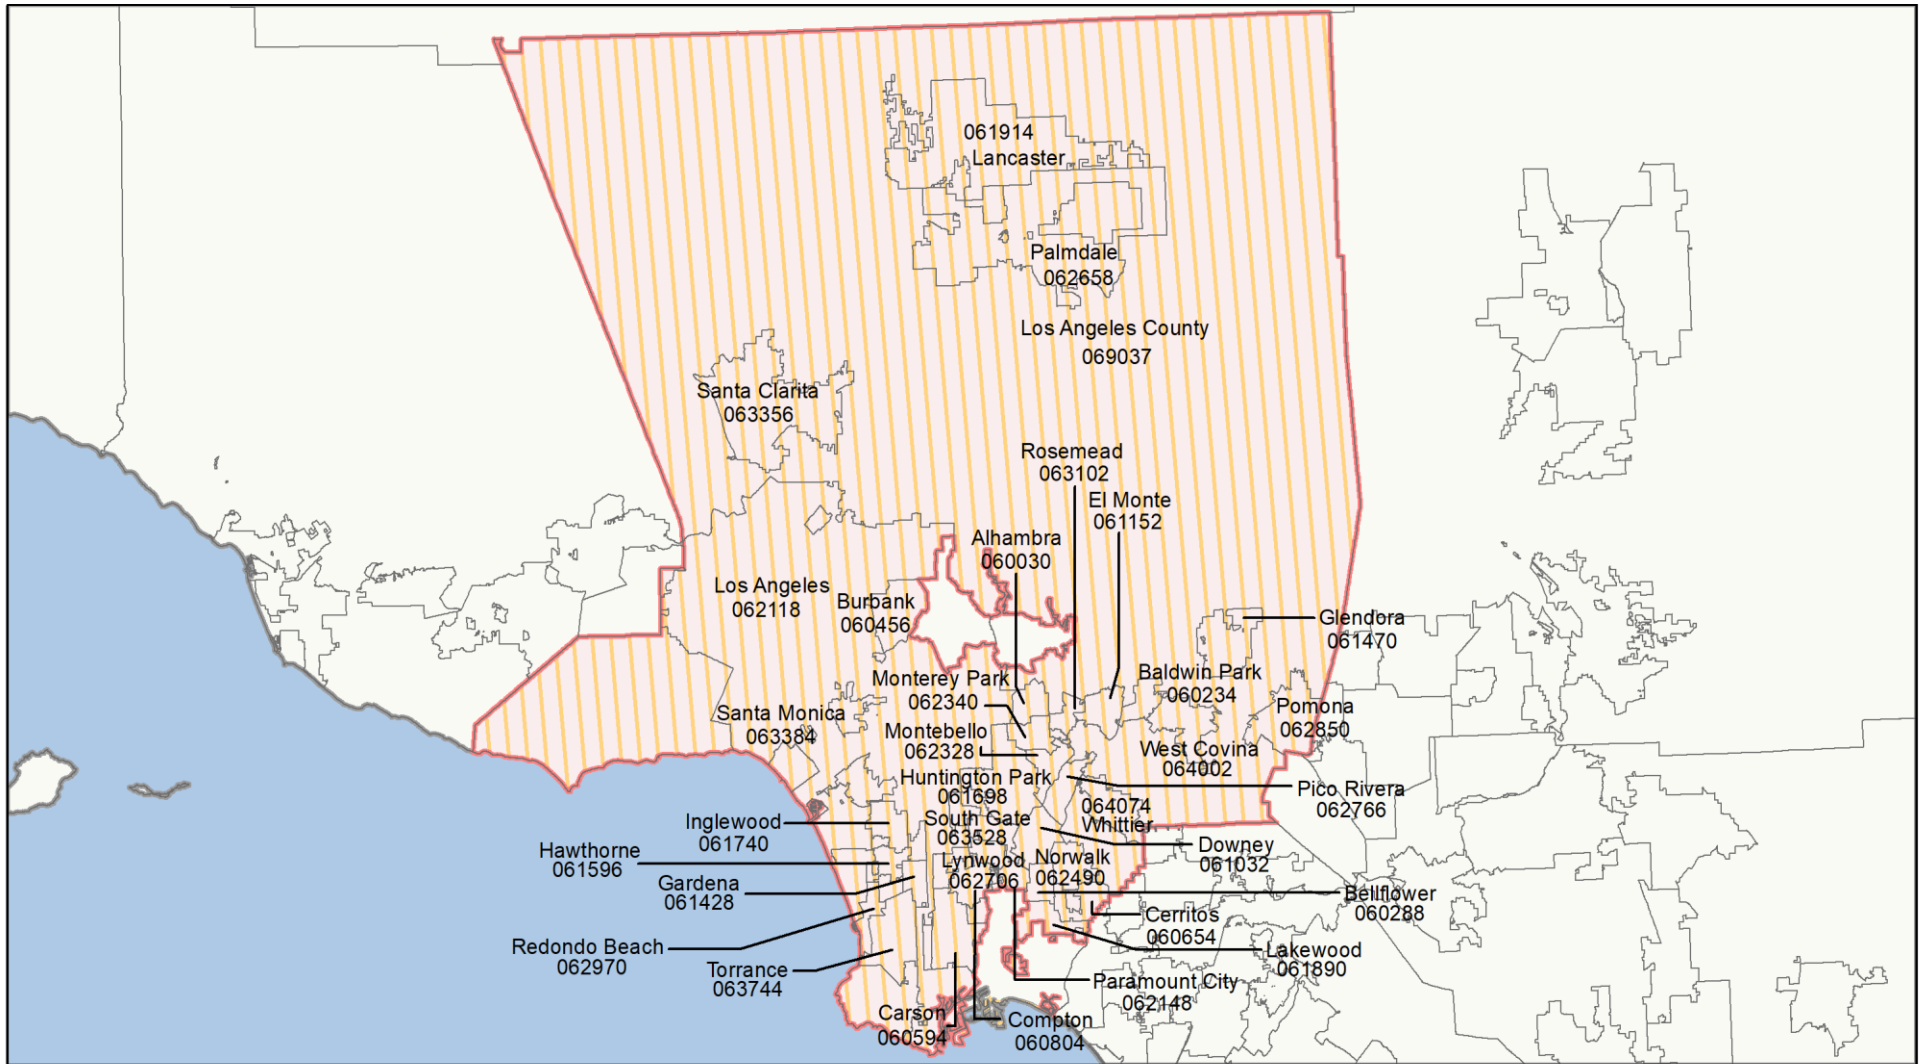 061914
Lancaster
Palmdale
062658
Los Angeles County
069037
Santa Clarita
063356
Rosemead
063102
El Monte
061152
Alhambra
060030
Los Angeles
062118
Burbank
060456
Glendora
061470
Baldwin Park
060234
Monterey Park
062340
Pomona
062850
Santa Monica
063384
Montebello
062328
West Covina
064002
Huntington Park
061698
Pico Rivera
062766
064074
Whittier
South Gate
063528
Inglewood
061740
Hawthorne
061596
Downey
061032
Lynwood
062706
Norwalk
062490
Gardena
061428
Bellflower
060288
Cerritos
060654
Redondo Beach
062970
Lakewood
061890
Torrance
063744
Paramount City
062148
Carson
060594
Compton
060804